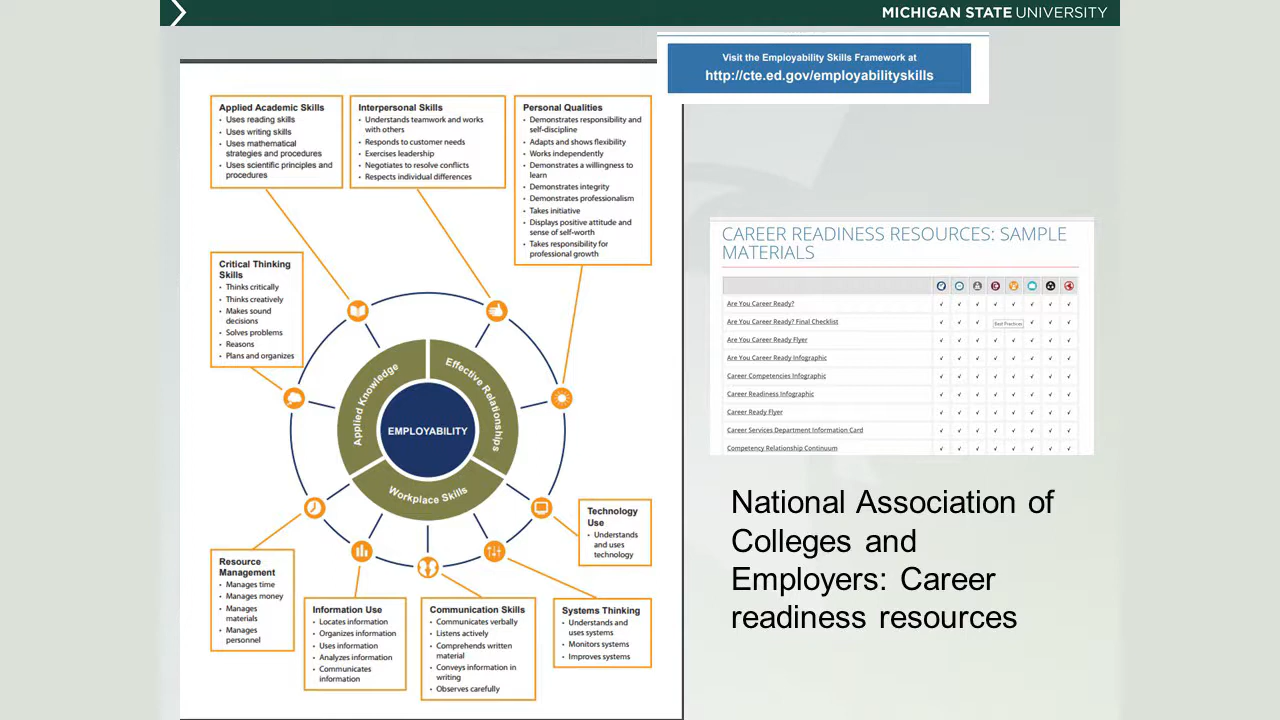 MICHIGAN STATE UNIVERSITY
Visit the Employability Skills Framework at
http://cte.ed.gov/employabilityskills
Applied Academic Skills
• Uses reading skills
• Uses writing skills
• Uses mathematical
strategies and procedures
• Uses scientific principles and
procedures
Interpersonal Skills
• Understands teamwork and works
with others
• Responds to customer needs
• Exercises leadership
• Negotiates to resolve conflicts
• Respects individual differences
Personal Qualities
• Demonstrates responsibility and
self-discipline
• Adapts and shows flexibility
• Works independently
• Demonstrates a willingness to
learn
• Demonstrates integrity
• Demonstrates professionalism
• Takes initiative
• Displays positive attitude and
sense of self-worth
• Takes responsibility for
professional growth
Critical Thinking
Skills
• Thinks critically
• Thinks creatively
• Makes sound
decisions
• Solves problems
• Reasons
• Plans and organizes
Applied Knowledge
Effective Relationships
EMPLOYABILITY
Workplace Skills
Technology
Use
• Understands
and uses
technology
Resource
Management
• Manages time
• Manages money
• Manages
materials
• Manages
personnel
Information Use
• Locates information
• Organizes information
• Uses information
• Analyzes information
• Communicates
information
Communication Skills
• Communicates verbally
• Listens actively
• Comprehends written
material
• Conveys information in
writing
• Observes carefully
Systems Thinking
• Understands and
uses systems
• Monitors systems
• Improves systems
CAREER READINESS RESOURCES: SAMPLE
MATERIALS
Are You Career Ready?
Are You Career Ready? Final Checklist
Best Practices
Are You Career Ready Flyer
Are You Career Ready Infographic
Career Competencies Infographic
Career Readiness Infographic
Career Ready Flyer
Career Services Department Information Card
Competency Relationship Continuum
National Association of
Colleges and
Employers: Career
readiness resources